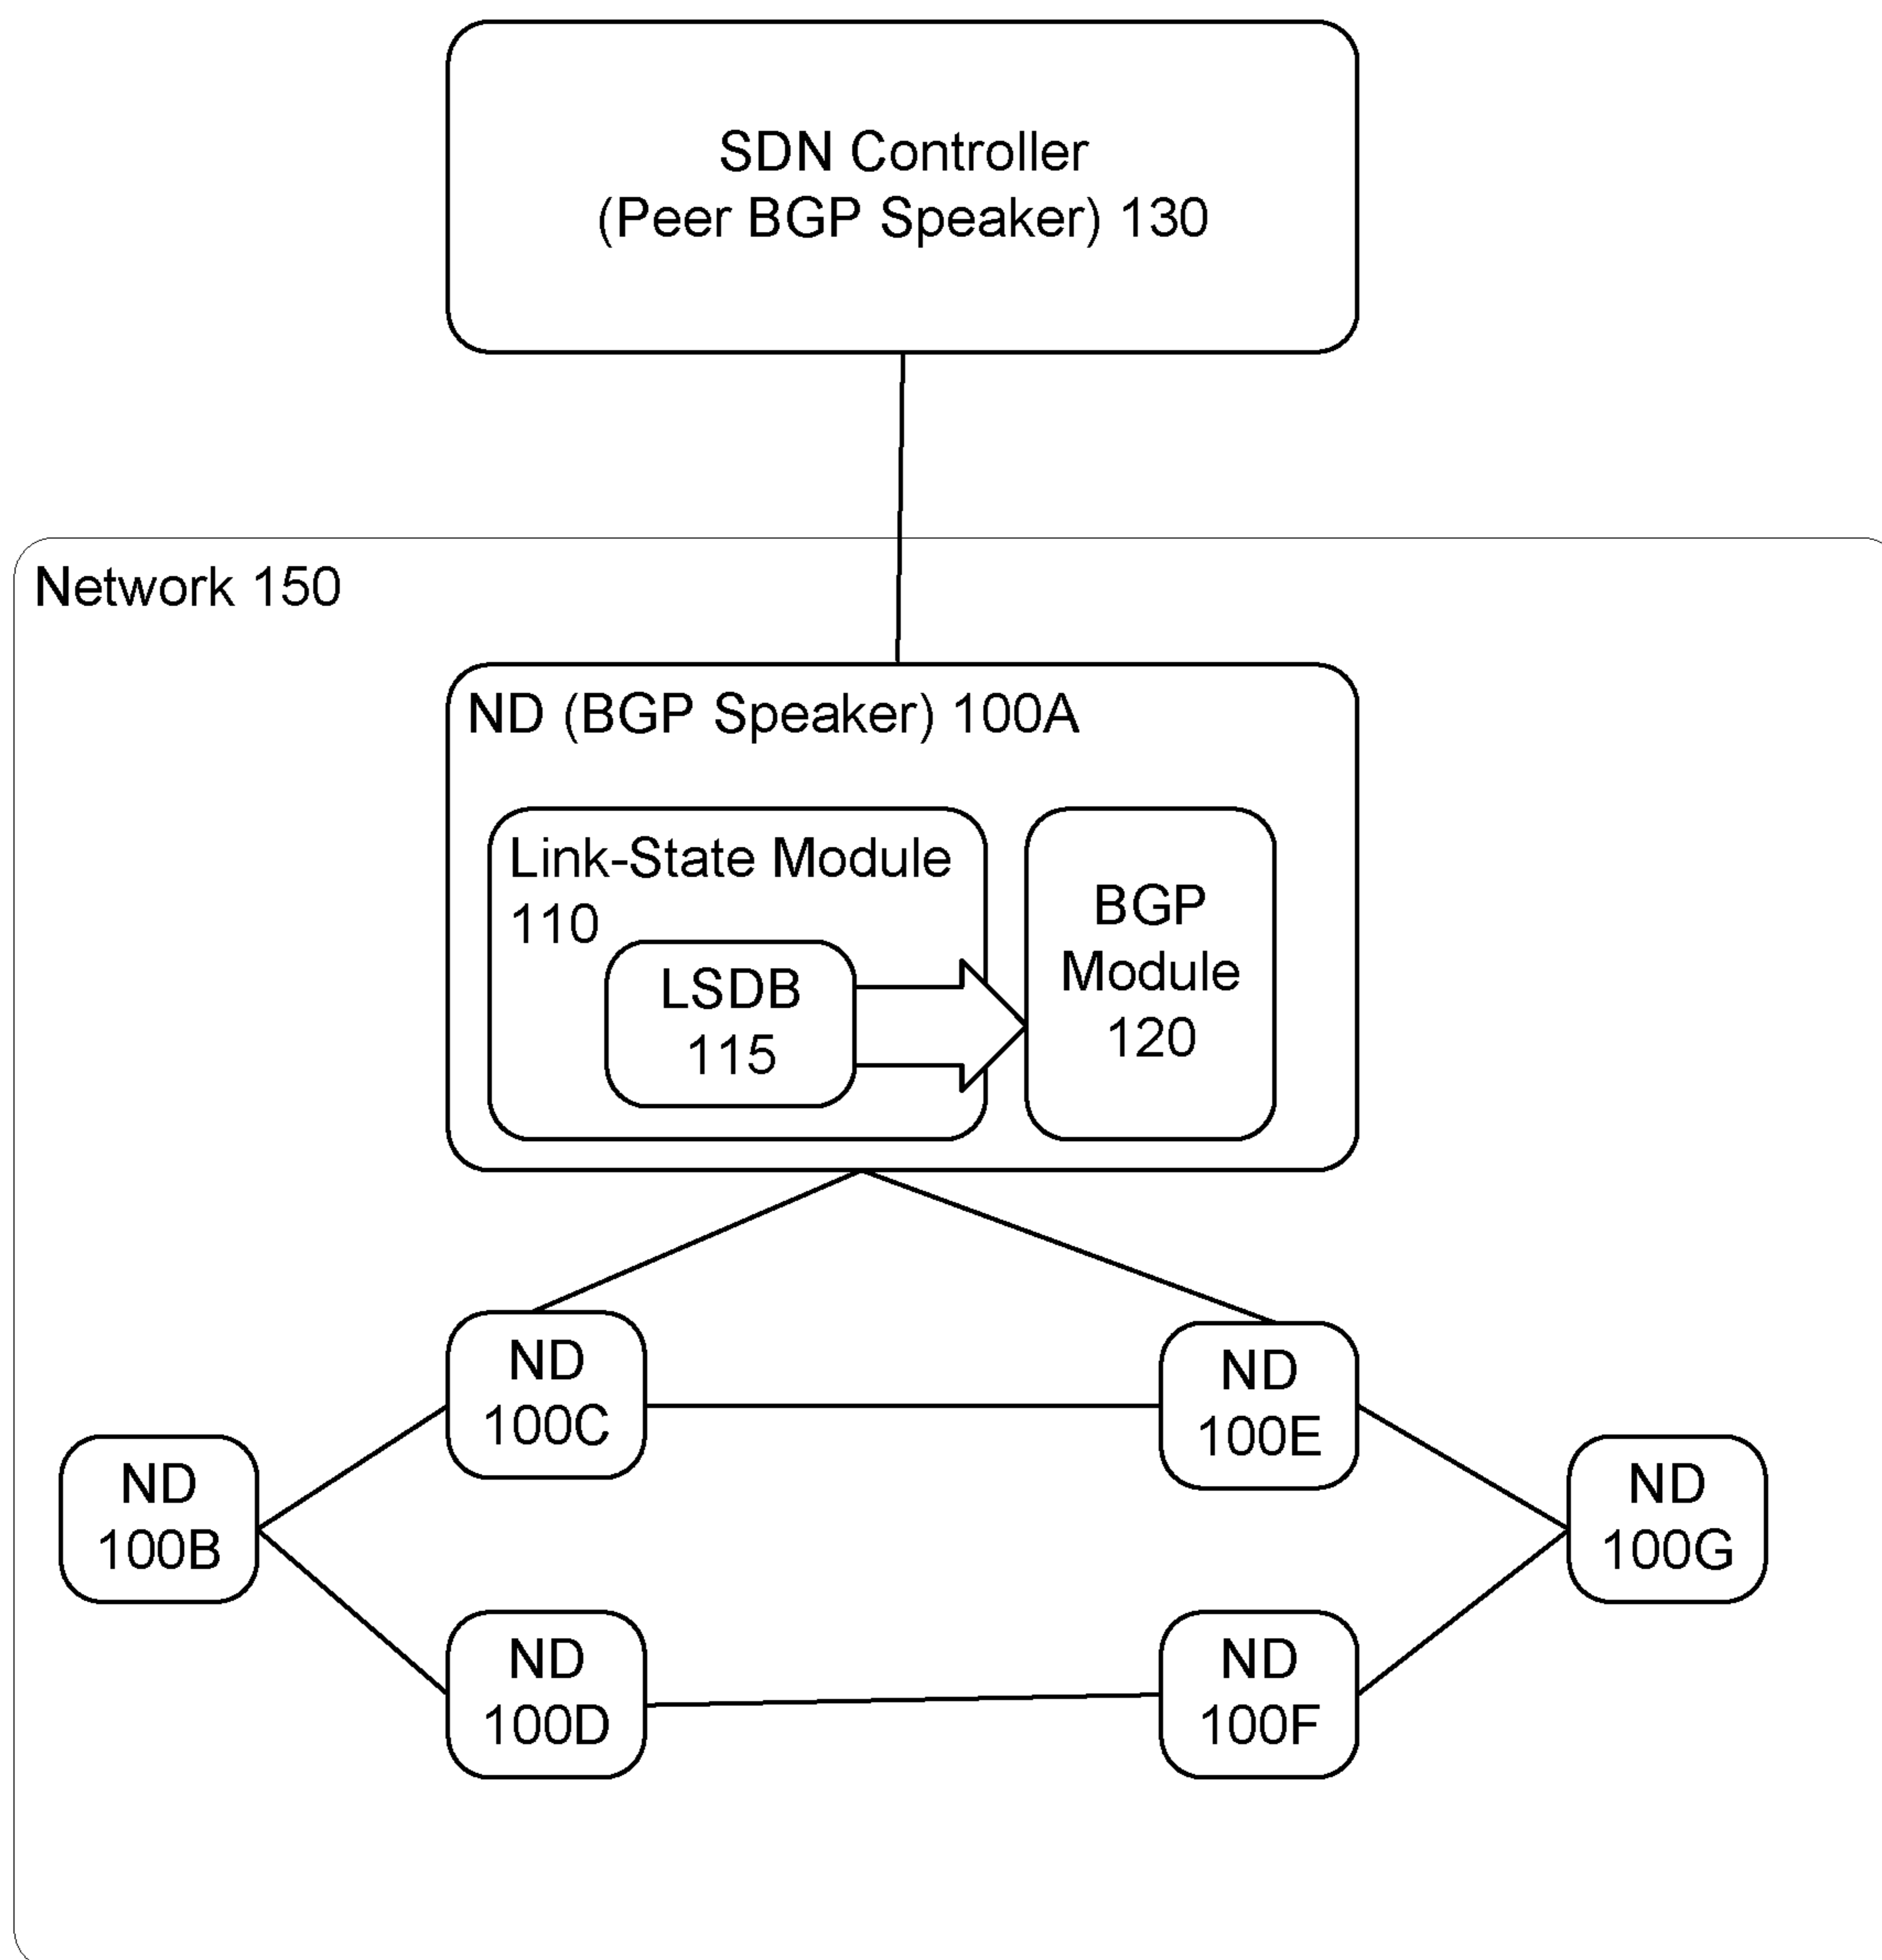 SDN Controller
(Peer BGP Speaker) 130
Network 150
ND (BGP Speaker) 100A
Link-State Module
110
LSDB
115
BGP
Module
120
ND
100C
ND
100E
ND
100B
ND
100G
ND
100D
ND
100F